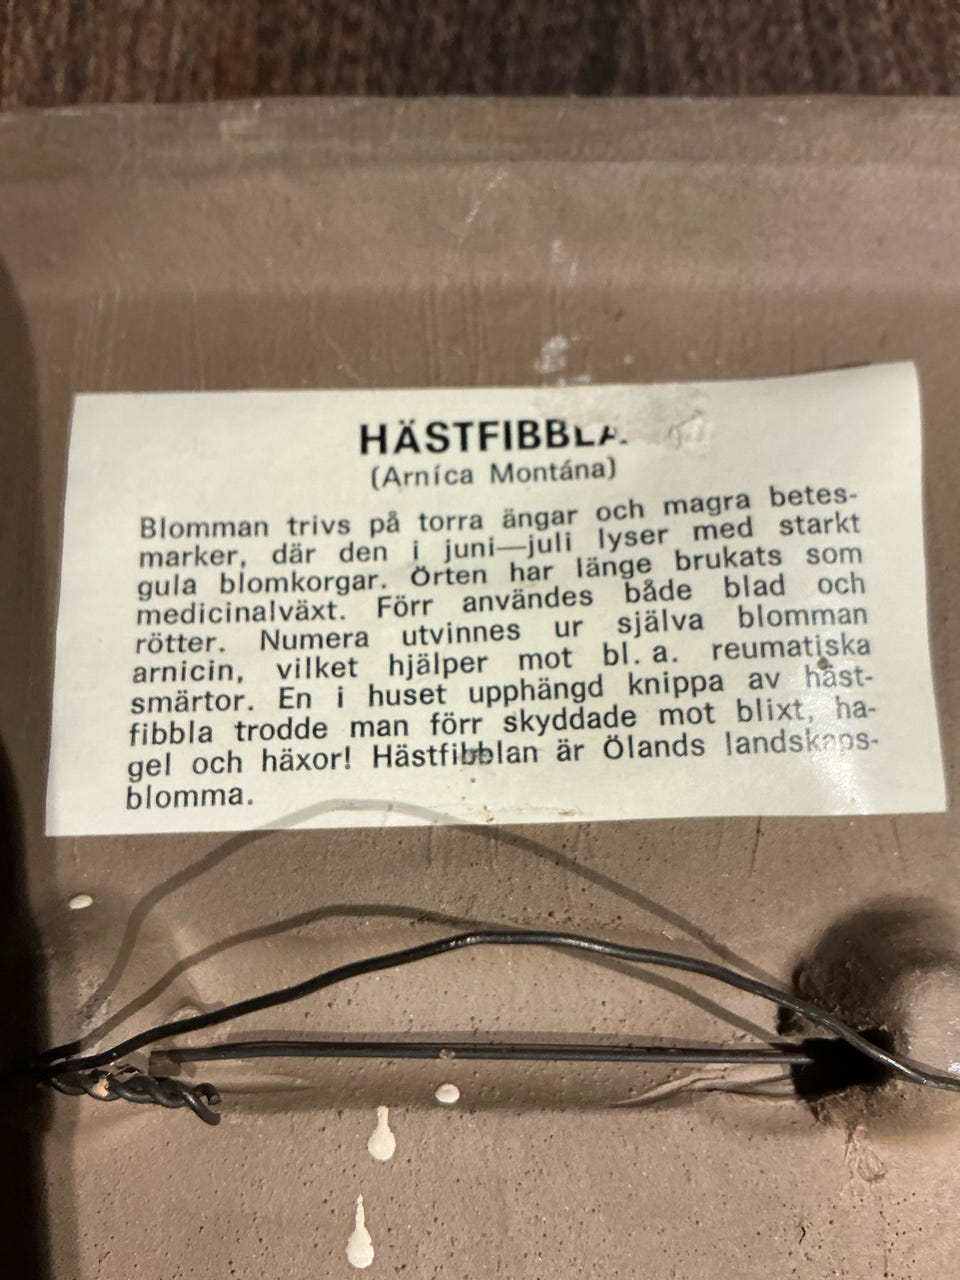 HÄSTFIBBLA
(Arníca Montána)
Blomman trivs på torra ängar och magra betes-
marker, där den i juni—juli lyser med starkt
gula blomkorgar. Örten har länge brukats som
medicinalväxt. Förr användes både blad och
rötter. Numera utvinnes ur själva blomman
arnicin, vilket hjälper mot bl. a. reumatiska
smärtor. En i huset upphängd knippa av häst-
fibbla trodde man förr skyddade mot blixt, ha-
gel och häxor! Hästfibblan är Ölands landskaps-
blomma.